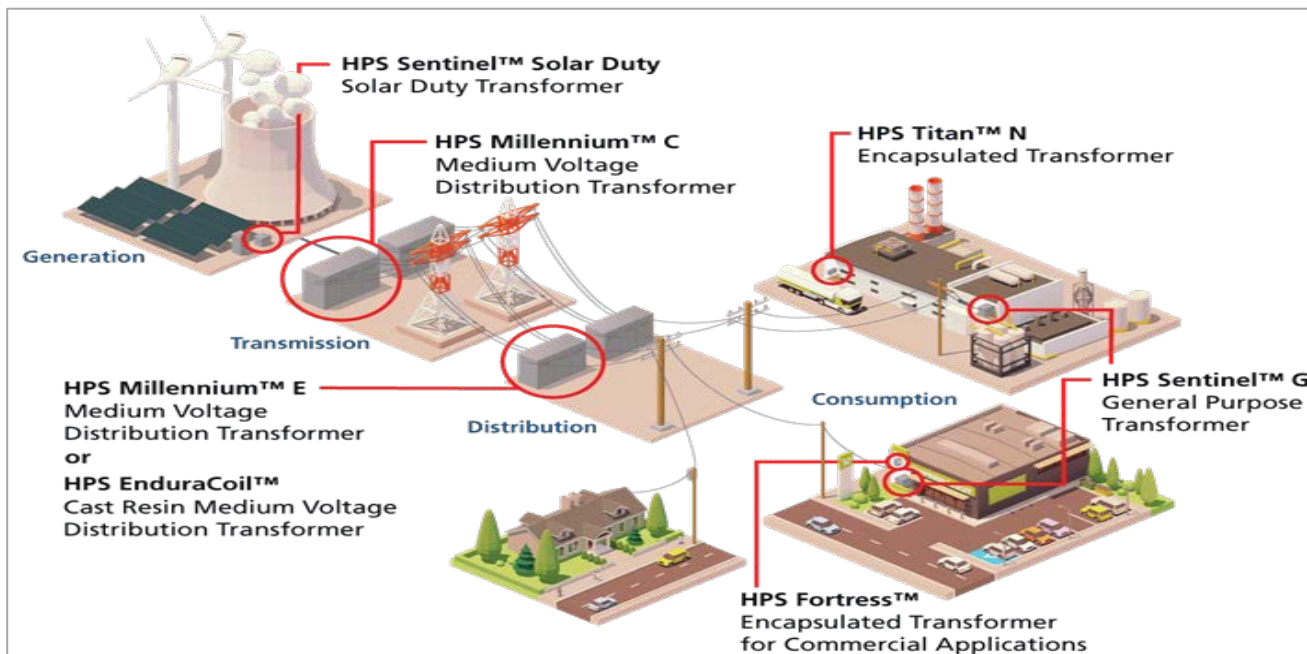 HPS Sentinel™ Solar Duty
Solar Duty Transformer
HPS Millennium™ C
Medium Voltage
Distribution Transformer
HPS Titan™ N
Encapsulated Transformer
Generation
Transmission
HPS Millennium™ E
Medium Voltage
Distribution Transformer
or
HPS EnduraCoil™
Cast Resin Medium Voltage
Distribution Transformer
Distribution
Consumption
HPS Sentinel™ G
General Purpose
Transformer
HPS Fortress™
Encapsulated Transformer
for Commercial Applications